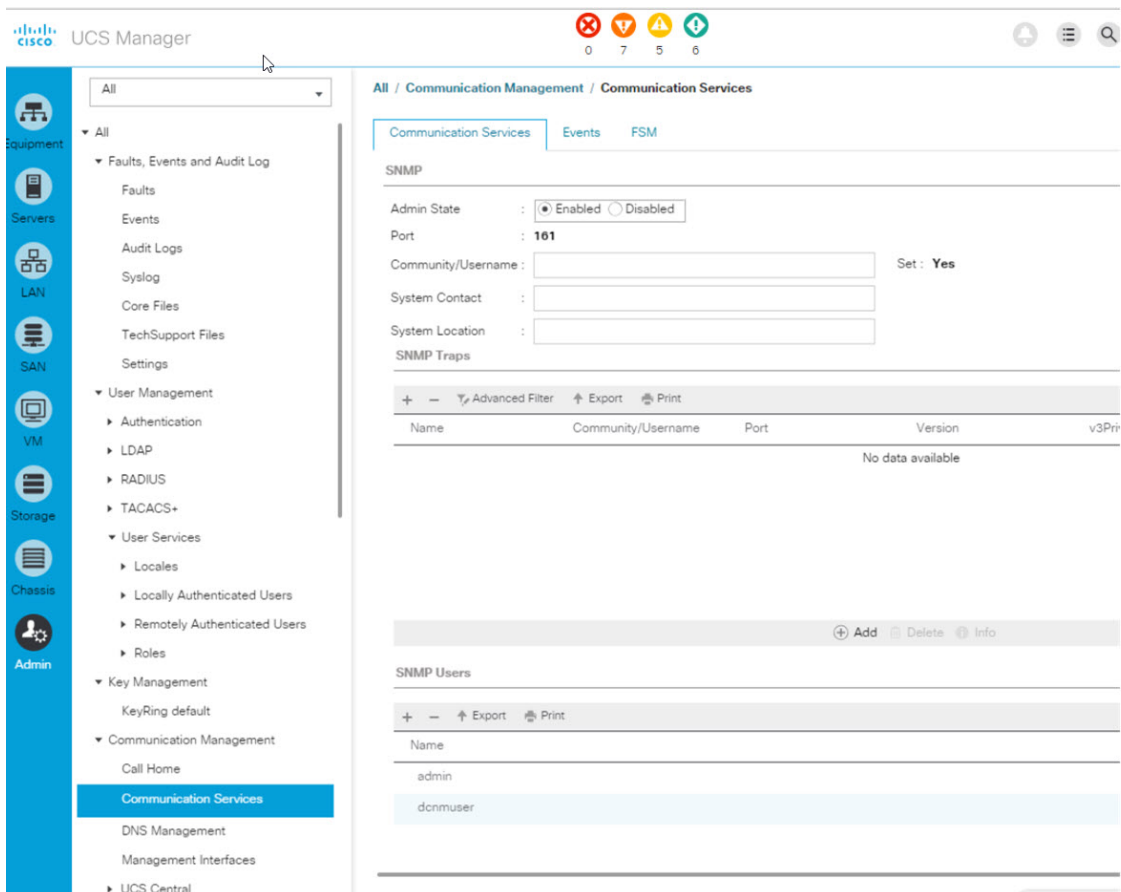 CISCO UCS Manager
0 7 5 6
Equipment
Servers
LAN
SAN
VM
Storage
Chassis
Admin
All
All
Faults, Events and Audit Log
Faults
Events
Audit Logs
Syslog
Core Files
TechSupport Files
Settings
User Management
Authentication
LDAP
RADIUS
TACACS+
User Services
Locales
Locally Authenticated Users
Remotely Authenticated Users
Roles
Key Management
KeyRing default
Communication Management
Call Home
Communication Services
DNS Management
Management Interfaces
UCS Central
All / Communication Management / Communication Services
Communication Services Events FSM
SNMP
Admin State : Enabled Disabled
Port : 161
Community/Username : Set : Yes
System Contact :
System Location :
SNMP Traps
+ − Advanced Filter Export Print
Name Community/Username Port Version v3Priv
No data available
Add Delete Info
SNMP Users
+ − Export Print
Name
admin
dcnmuser